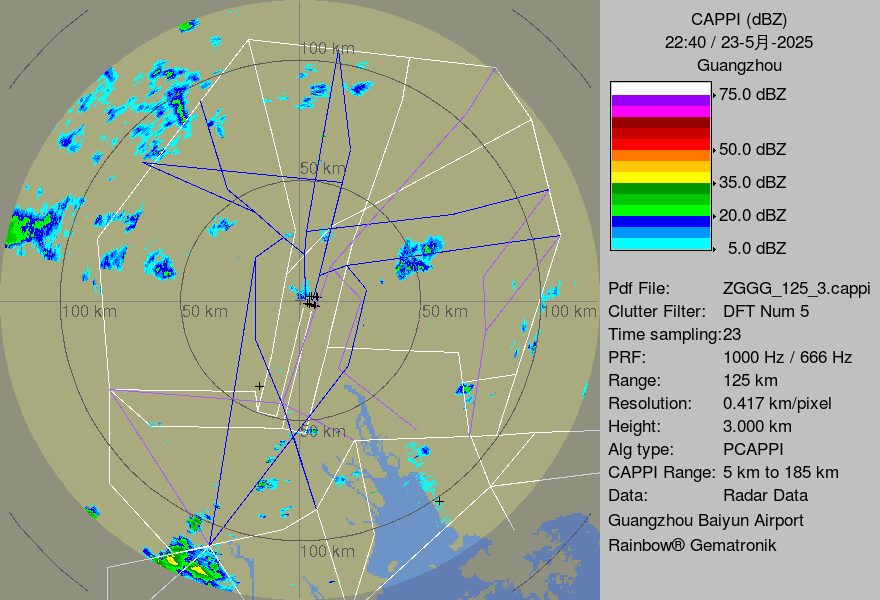 100 km
50 km
100 km
50 km
50 km
100 km
50 km
100 km
CAPPI (dBZ)
22:40 / 23-5月-2025
Guangzhou
75.0 dBZ
50.0 dBZ
35.0 dBZ
20.0 dBZ
5.0 dBZ
Pdf File: ZGGG_125_3.cappi
Clutter Filter: DFT Num 5
Time sampling:23
PRF: 1000 Hz / 666 Hz
Range: 125 km
Resolution: 0.417 km/pixel
Height: 3.000 km
Alg type: PCAPPI
CAPPI Range: 5 km to 185 km
Data: Radar Data
Guangzhou Baiyun Airport
Rainbow® Gematronik